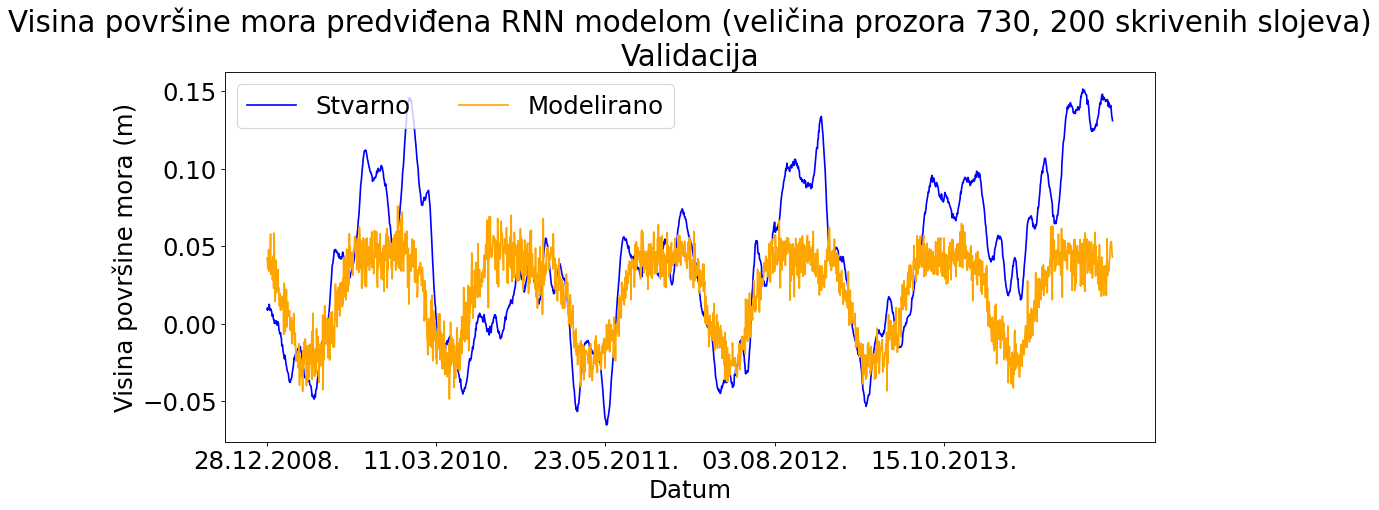 Visina površine mora predviđena RNN modelom (veličina prozora 730, 200 skrivenih slojeva)
Validacija
Stvarno
Modelirano
Visina površine mora (m)
0.15
0.10
0.05
0.00
−0.05
28.12.2008.
11.03.2010.
23.05.2011.
03.08.2012.
15.10.2013.
Datum